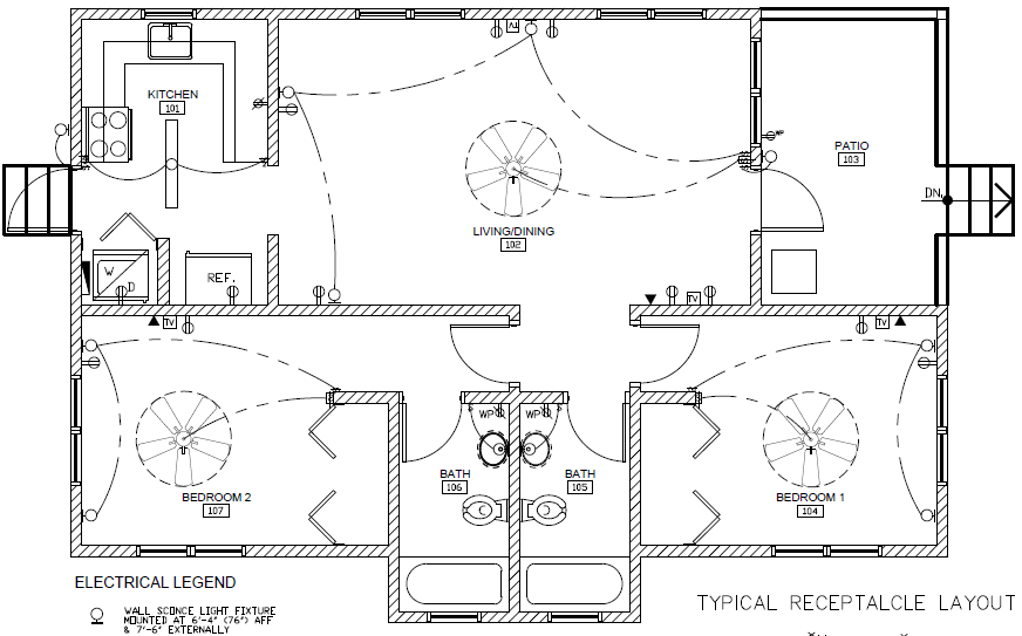 TV
KITCHEN
101
WP
PATIO
103
DN.
LIVING/DINING
102
W
D
REF.
TV
TV
TV
WP
WP
BATH
106
BATH
105
BEDROOM 2
107
BEDROOM 1
104
ELECTRICAL LEGEND
WALL SCONCE LIGHT FIXTURE
MOUNTED AT 6'-4" (76") AFF
& 7'-6" EXTERNALLY
TYPICAL RECEPTALCLE LAYOUT